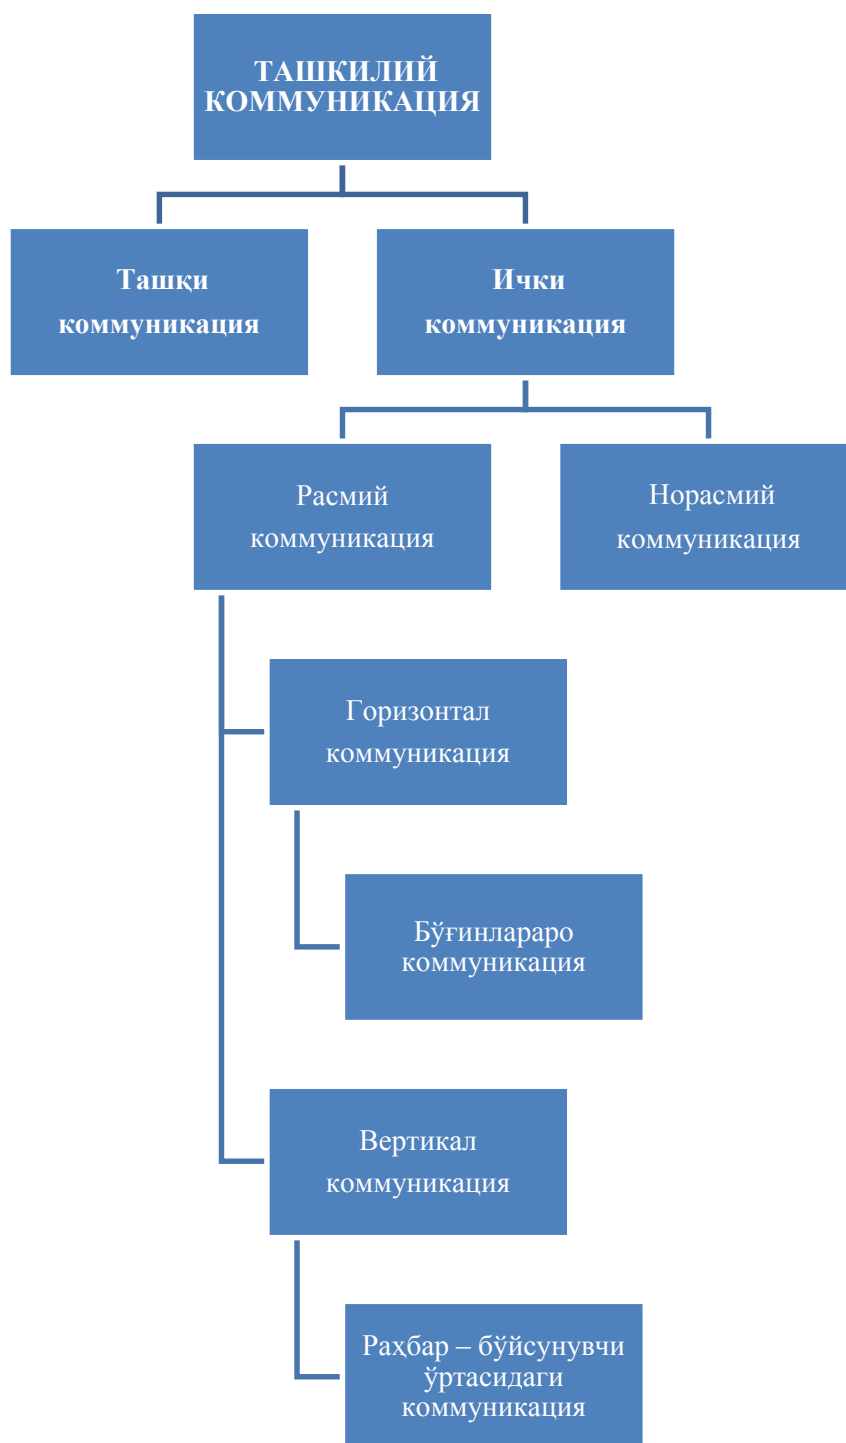 ТАШКИЛИЙ
КОММУНИКАЦИЯ
Ташқи
коммуникация
Ички
коммуникация
Расмий
коммуникация
Норасмий
коммуникация
Горизонтал
коммуникация
Бўғинлараро
коммуникация
Вертикал
коммуникация
Раҳбар – бўйсунувчи
ўртасидаги
коммуникация